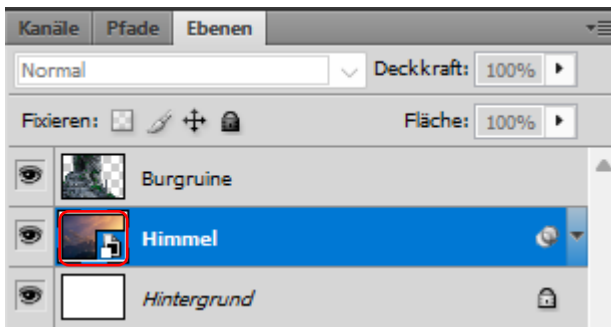 Kanäle Pfade Ebenen
Normal Deckkraft: 100%
Fixieren: Fläche: 100%
Burgruine
Himmel
Hintergrund